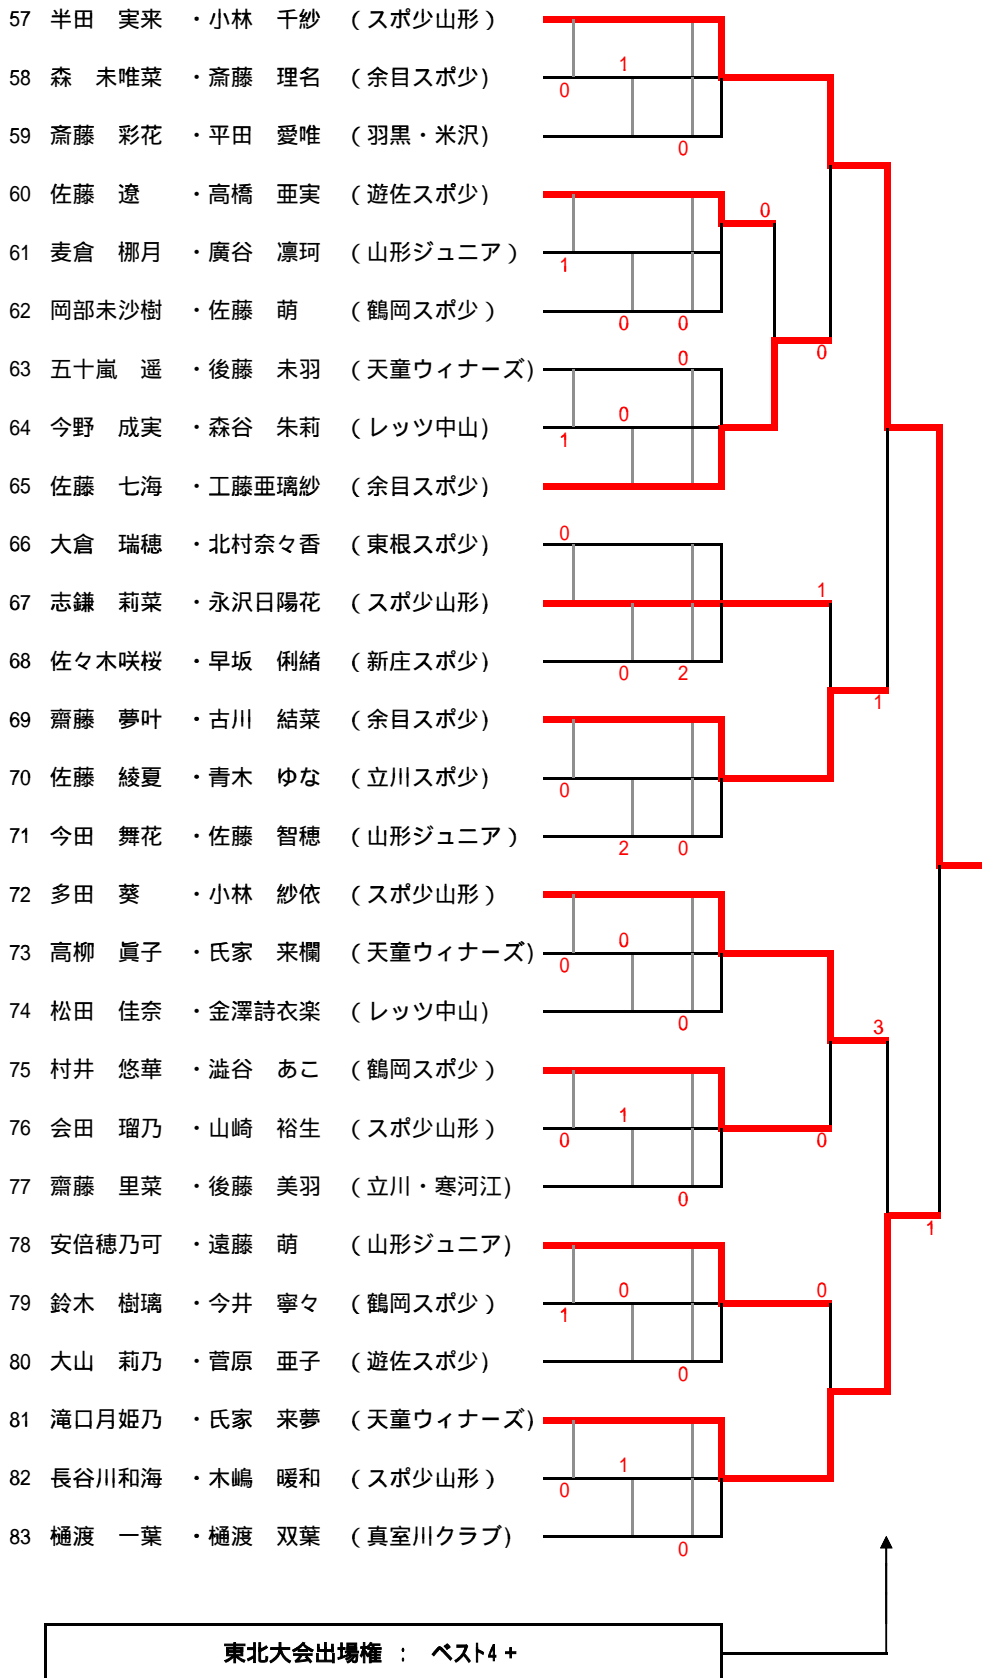 57 半田 実来 ・小林 千紗 (スポ少山形)
1
58 森 未唯菜 ・斎藤 理名 (余目スポ少)
0
59 斎藤 彩花 ・平田 愛唯 (羽黒・米沢)
0
60 佐藤 遼 ・高橋 亜実 (遊佐スポ少)
0
61 麦倉 梛月 ・廣谷 凛珂 (山形ジュニア)
1
62 岡部未沙樹 ・佐藤 萌 (鶴岡スポ少)
0 0
0 0
63 五十嵐 遥 ・後藤 未羽 (天童ウィナーズ)
0
64 今野 成実 ・森谷 朱莉 (レッツ中山)
1
65 佐藤 七海 ・工藤亜璃紗 (余目スポ少)
0
66 大倉 瑞穂 ・北村奈々香 (東根スポ少)
1
67 志鎌 莉菜 ・永沢日陽花 (スポ少山形)
68 佐々木咲桜 ・早坂 俐緒 (新庄スポ少)
0 2
1
69 齋藤 夢叶 ・古川 結菜 (余目スポ少)
70 佐藤 綾夏 ・青木 ゆな (立川スポ少)
0
71 今田 舞花 ・佐藤 智穂 (山形ジュニア)
2 0
72 多田 葵 ・小林 紗依 (スポ少山形)
0
73 高柳 眞子 ・氏家 来欄 (天童ウィナーズ)
0
74 松田 佳奈 ・金澤詩衣楽 (レッツ中山)
0 3
75 村井 悠華 ・澁谷 あこ (鶴岡スポ少)
1
76 会田 瑠乃 ・山崎 裕生 (スポ少山形)
0 0
77 齋藤 里菜 ・後藤 美羽 (立川・寒河江)
0
1
78 安倍穂乃可 ・遠藤 萌 (山形ジュニア)
0 0
79 鈴木 樹璃 ・今井 寧々 (鶴岡スポ少)
1
80 大山 莉乃 ・菅原 亜子 (遊佐スポ少)
0
81 滝口月姫乃 ・氏家 来夢 (天童ウィナーズ)
1
82 長谷川和海 ・木嶋 暖和 (スポ少山形)
0
83 樋渡 一葉 ・樋渡 双葉 (真室川クラブ)
0
東北大会出場権 : ベスト4+